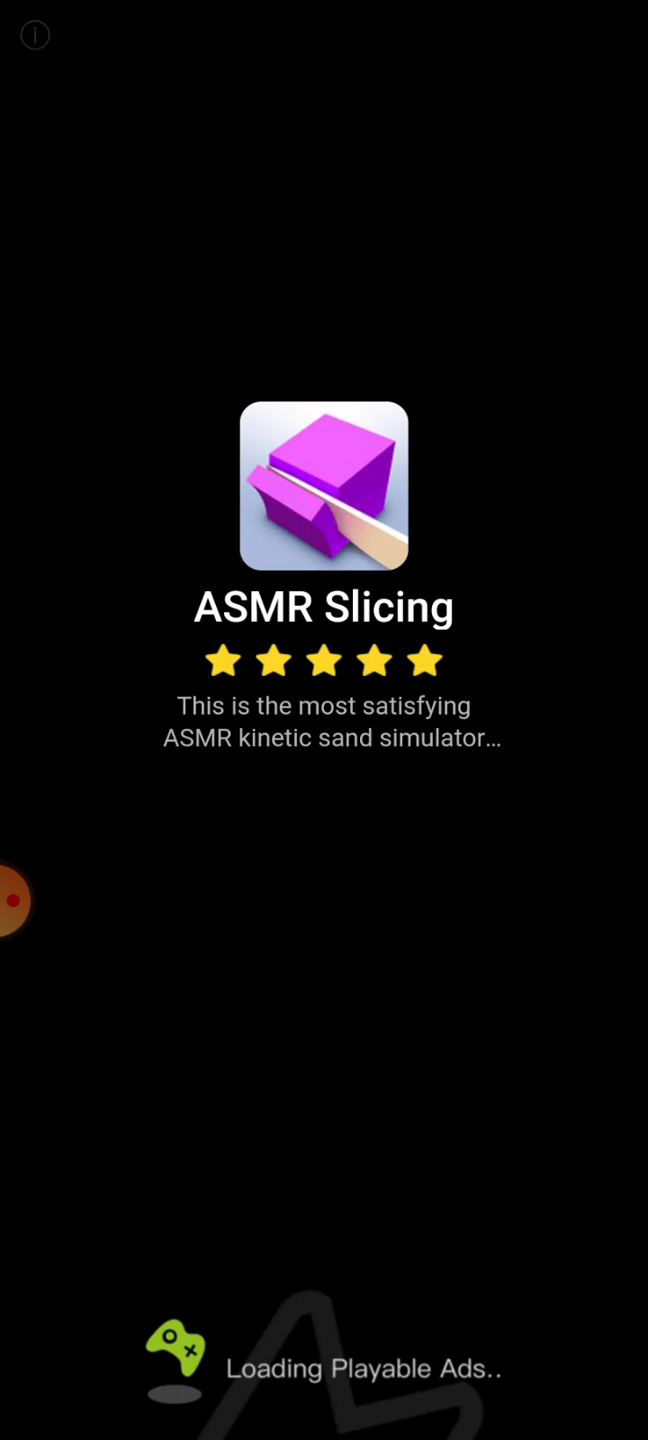 ASMR Slicing
This is the most satisfying
ASMR kinetic sand simulator...
Loading Playable Ads..